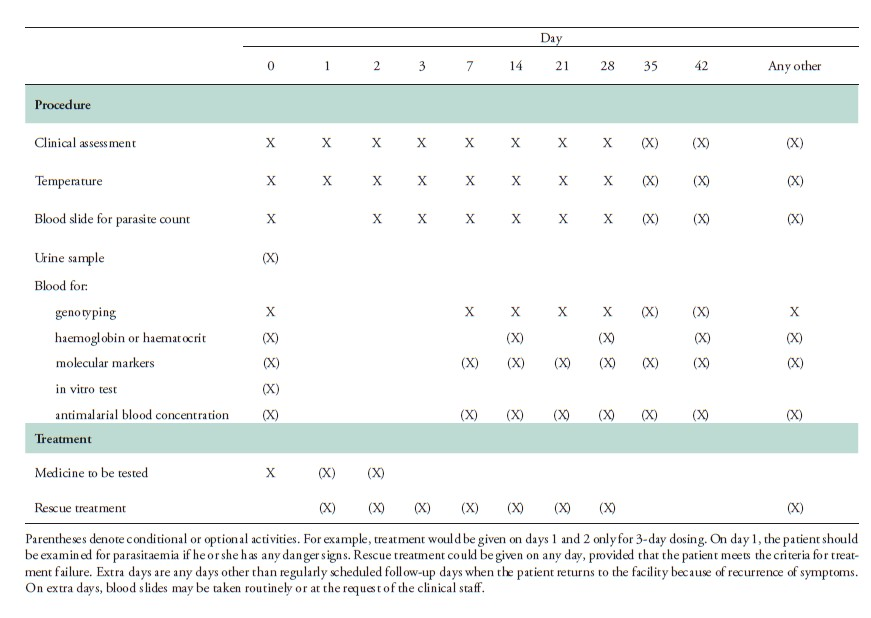 Day
0 1 2 3 7 14 21 28 35 42 Any other
Procedure
Clinical assessment X X X X X X X X (X) (X) (X)
Temperature X X X X X X X X (X) (X) (X)
Blood slide for parasite count X X X X X X X (X) (X) (X)
Urine sample (X)
Blood for:
genotyping X X X X X (X) (X) X
haemoglobin or haematocrit (X) (X) (X) (X) (X)
molecular markers (X) (X) (X) (X) (X) (X) (X) (X)
in vitro test (X)
antimalarial blood concentration (X) (X) (X) (X) (X) (X) (X) (X)
Treatment
Medicine to be tested X (X) (X)
Rescue treatment (X) (X) (X) (X) (X) (X) (X) (X)
Parentheses denote conditional or optional activities. For example, treatment would be given on days 1 and 2 only for 3-day dosing. On day 1, the patient should
be examined for parasitaemia if he or she has any danger signs. Rescue treatment could be given on any day, provided that the patient meets the criteria for treat-
ment failure. Extra days are any days other than regularly scheduled follow-up days when the patient returns to the facility because of recurrence of symptoms.
On extra days, blood slides may be taken routinely or at the request of the clinical staff.